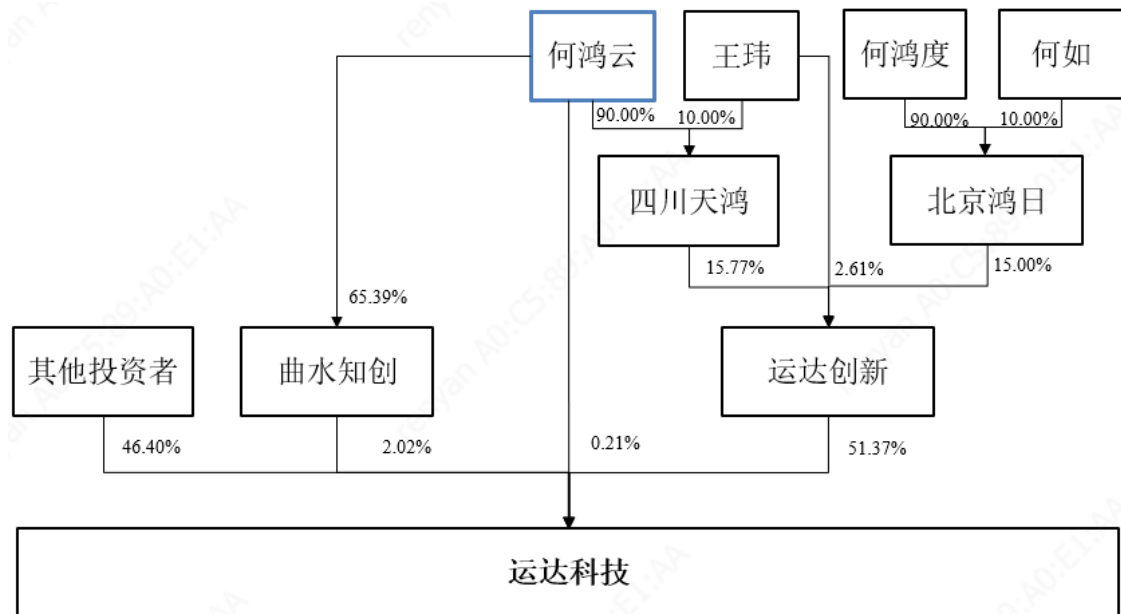 何鸿云
王玮
何鸿度
何如
90.00%
10.00%
90.00%
10.00%
四川天鸿
北京鸿日
15.77%
2.61%
15.00%
65.39%
其他投资者
曲水知创
运达创新
46.40%
2.02%
0.21%
51.37%
运达科技